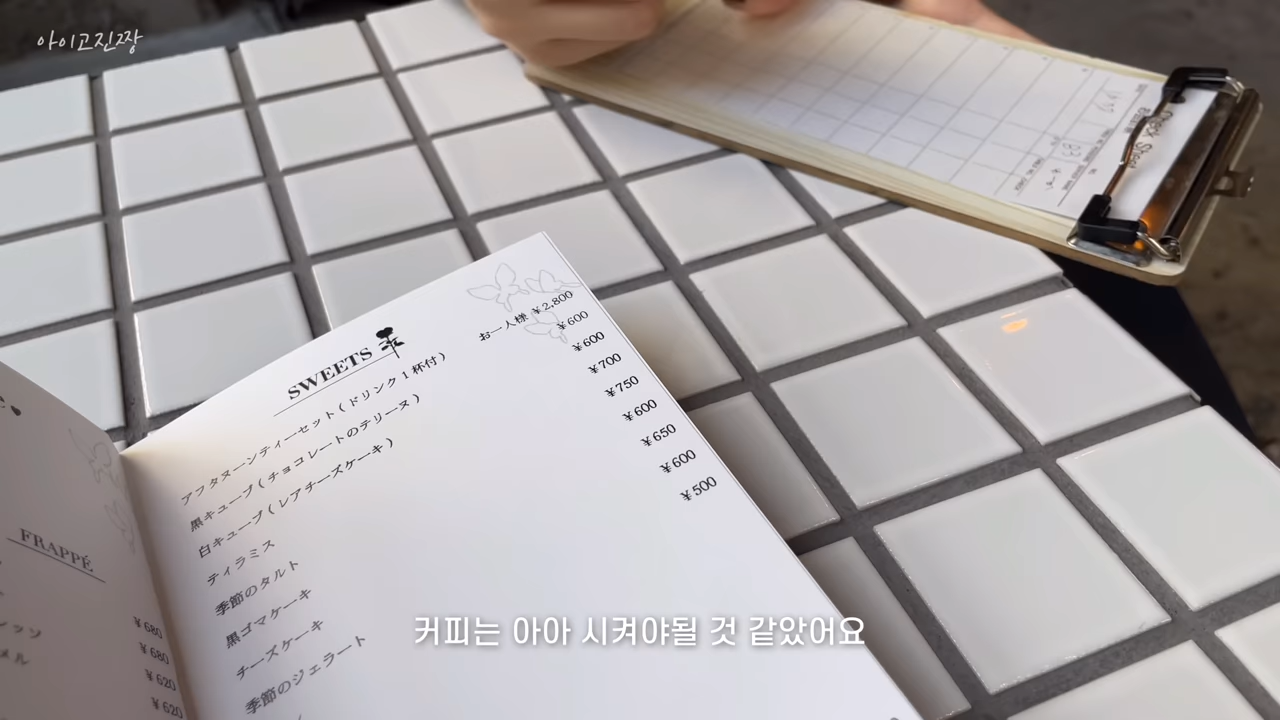 아이고진짱
Check Sheet
83
SWEETS
アフタヌーンティーセット ( ドリンク1杯付 ) お一人様 ¥2,800
黒キューブ ( チョコレートのテリーヌ ) ¥600
白キューブ ( レアチーズケーキ ) ¥600
ティラミス ¥700
季節のタルト ¥750
黒ゴマケーキ ¥600
チーズケーキ ¥650
季節のジェラート ¥600
¥500
FRAPPÉ
¥680
¥680
¥620
¥620
커피는 아아 시켜야될 것 같았어요